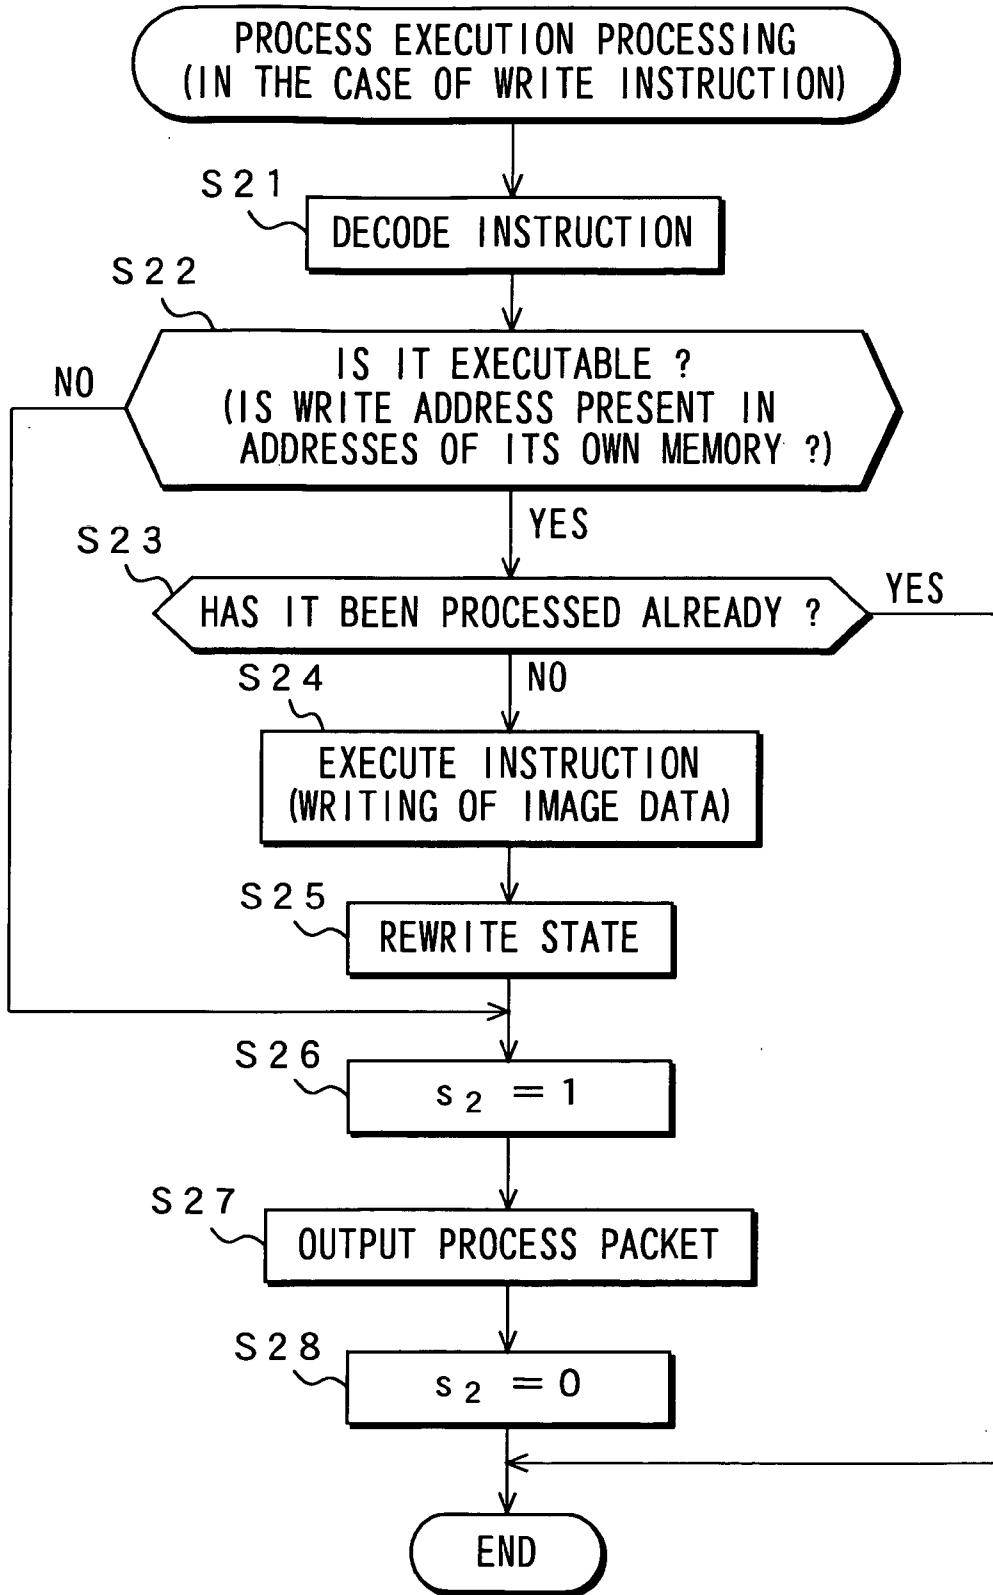 PROCESS EXECUTION PROCESSING
(IN THE CASE OF WRITE INSTRUCTION)
S21
DECODE INSTRUCTION
S22
NO
IS IT EXECUTABLE ?
(IS WRITE ADDRESS PRESENT IN
ADDRESSES OF ITS OWN MEMORY ?)
YES
S23
HAS IT BEEN PROCESSED ALREADY ?
YES
S24
NO
EXECUTE INSTRUCTION
(WRITING OF IMAGE DATA)
S25
REWRITE STATE
S26
s₂ = 1
S27
OUTPUT PROCESS PACKET
S28
s₂ = 0
END